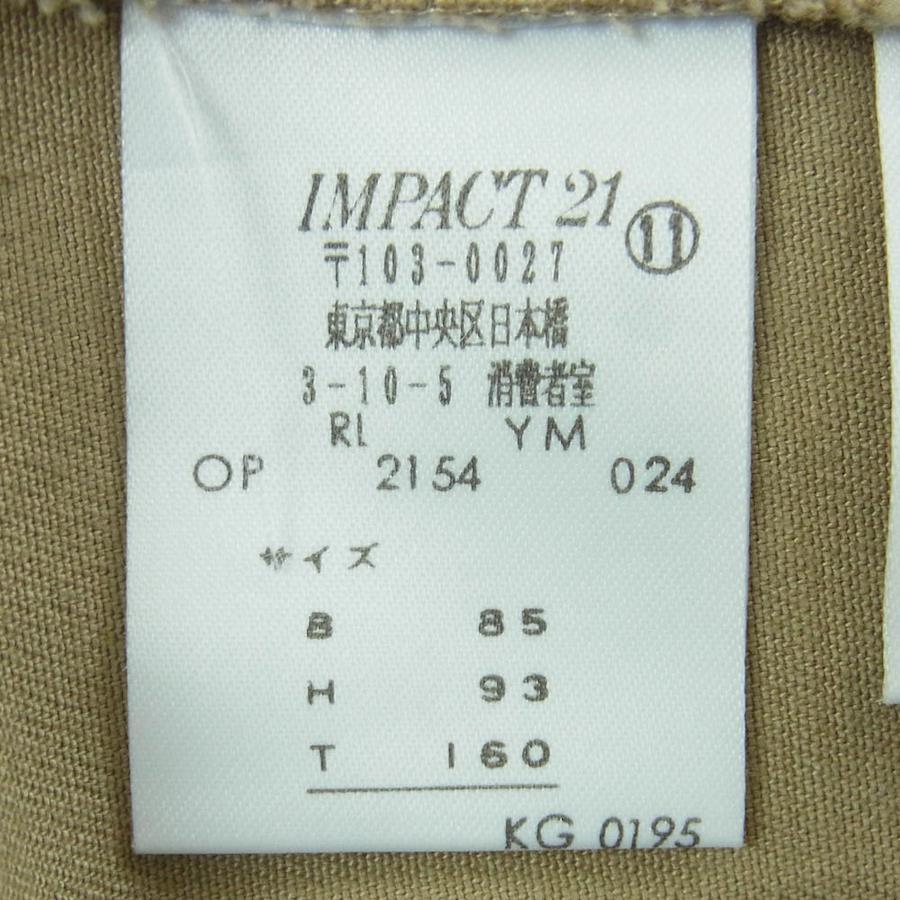 IMPACT 21 ⑪
〒103-0027
東京都中央区日本橋
3-10-5 消費者室
RL YM
OP 2154 024
サイズ
B 85
H 93
T 160
KG 0195